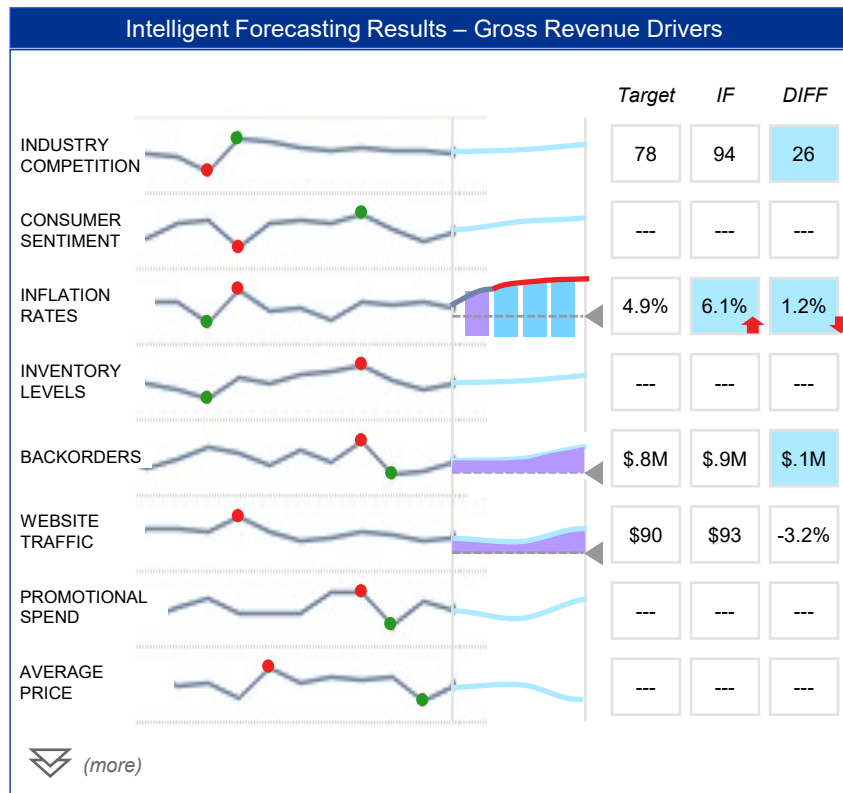 Intelligent Forecasting Results – Gross Revenue Drivers
Target IF DIFF
INDUSTRY
COMPETITION
78 94 26
CONSUMER
SENTIMENT
--- --- ---
INFLATION
RATES
4.9% 6.1% 1.2%
INVENTORY
LEVELS
--- --- ---
BACKORDERS
$.8M $.9M $.1M
WEBSITE
TRAFFIC
$90 $93 -3.2%
PROMOTIONAL
SPEND
--- --- ---
AVERAGE
PRICE
--- --- ---
(more)